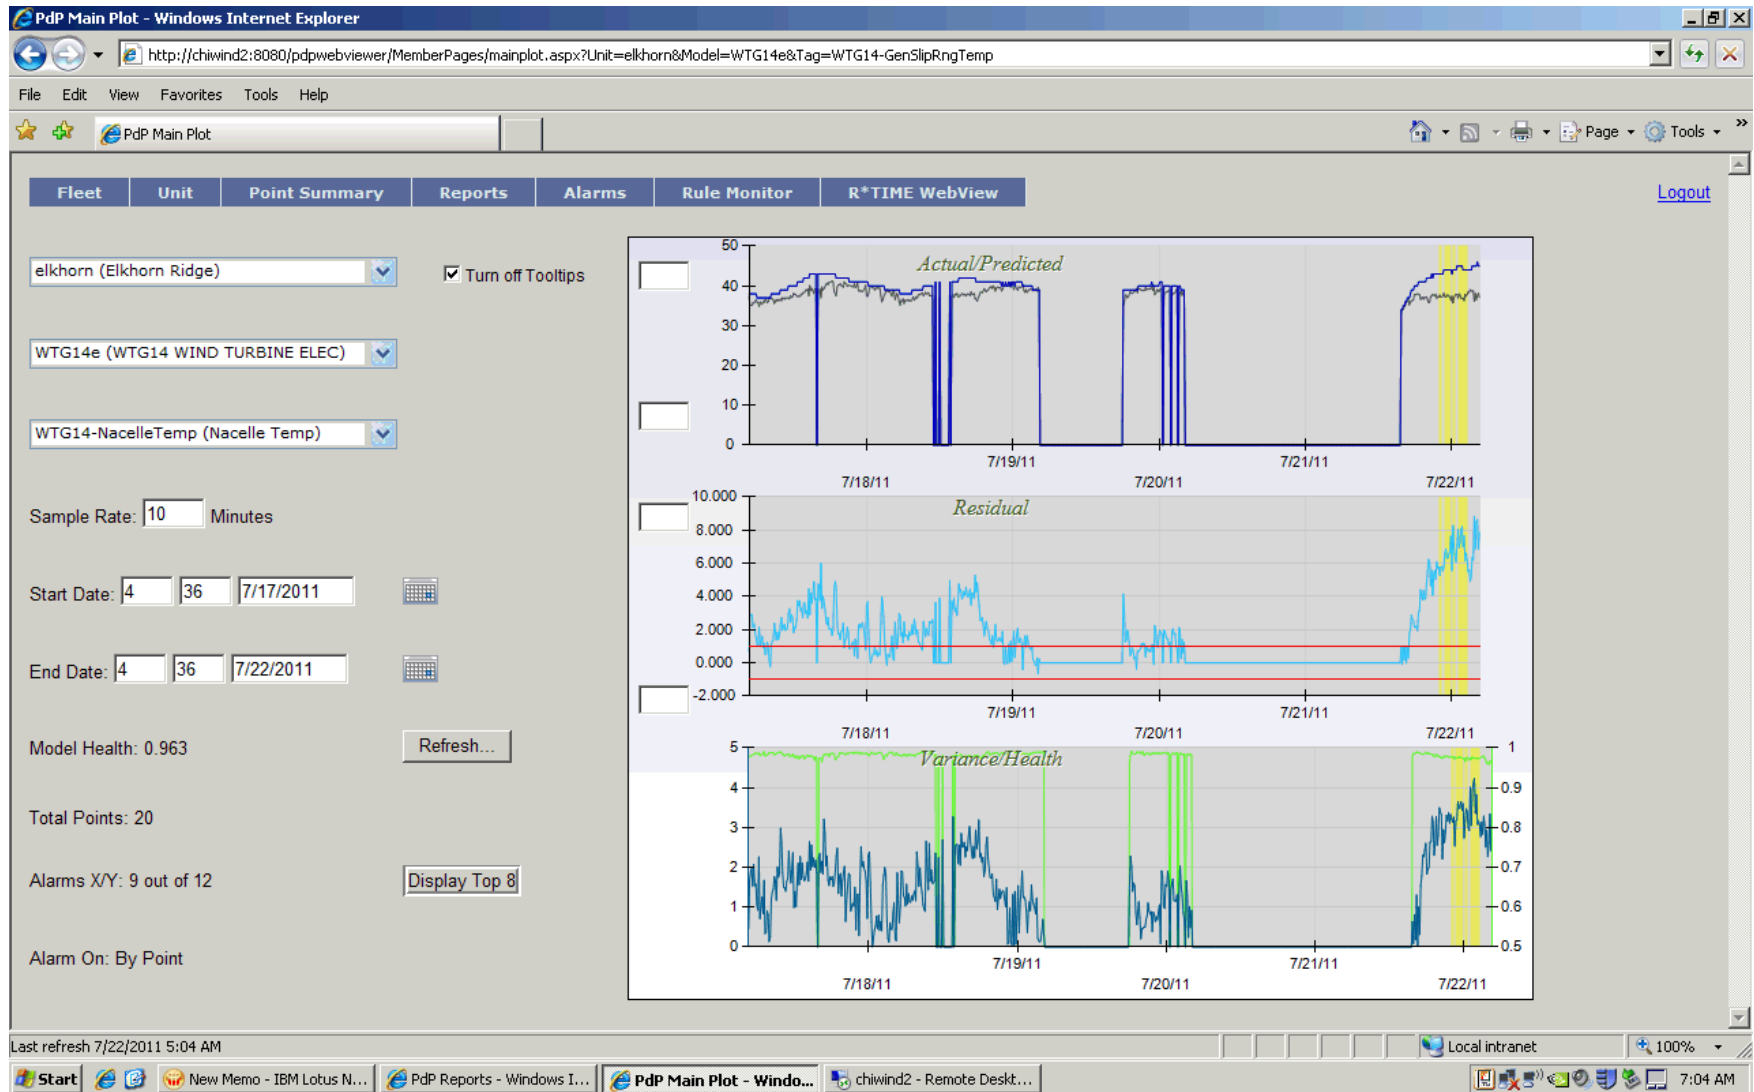 PdP Main Plot - Windows Internet Explorer
http://chiwind2:8080/pdpwebviewer/MemberPages/mainplot.aspx?Unit=elkhorn&Model=WTG14e&Tag=WTG14-GenSlipRngTemp
File Edit View Favorites Tools Help
PdP Main Plot
Page Tools »
Fleet Unit Point Summary Reports Alarms Rule Monitor R*TIME WebView
Logout
elkhorn (Elkhorn Ridge)
Turn off Tooltips
WTG14e (WTG14 WIND TURBINE ELEC)
WTG14-NacelleTemp (Nacelle Temp)
Sample Rate: 10 Minutes
Start Date: 4 36 7/17/2011
End Date: 4 36 7/22/2011
Model Health: 0.963
Refresh...
Total Points: 20
Alarms X/Y: 9 out of 12
Display Top 8
Alarm On: By Point
Actual/Predicted
50
40
30
20
10
0
7/19/11 7/21/11
7/18/11 7/20/11 7/22/11
Residual
10.000
8.000
6.000
4.000
2.000
0.000
-2.000
7/19/11 7/21/11
7/18/11 7/20/11 7/22/11
Variance/Health
5 1
4 0.9
3 0.8
2 0.7
1 0.6
0 0.5
7/19/11 7/21/11
7/18/11 7/20/11 7/22/11
Last refresh 7/22/2011 5:04 AM
Local intranet
100%
Start
New Memo - IBM Lotus N...
PdP Reports - Windows I...
PdP Main Plot - Windo...
chiwind2 - Remote Deskt...
7:04 AM